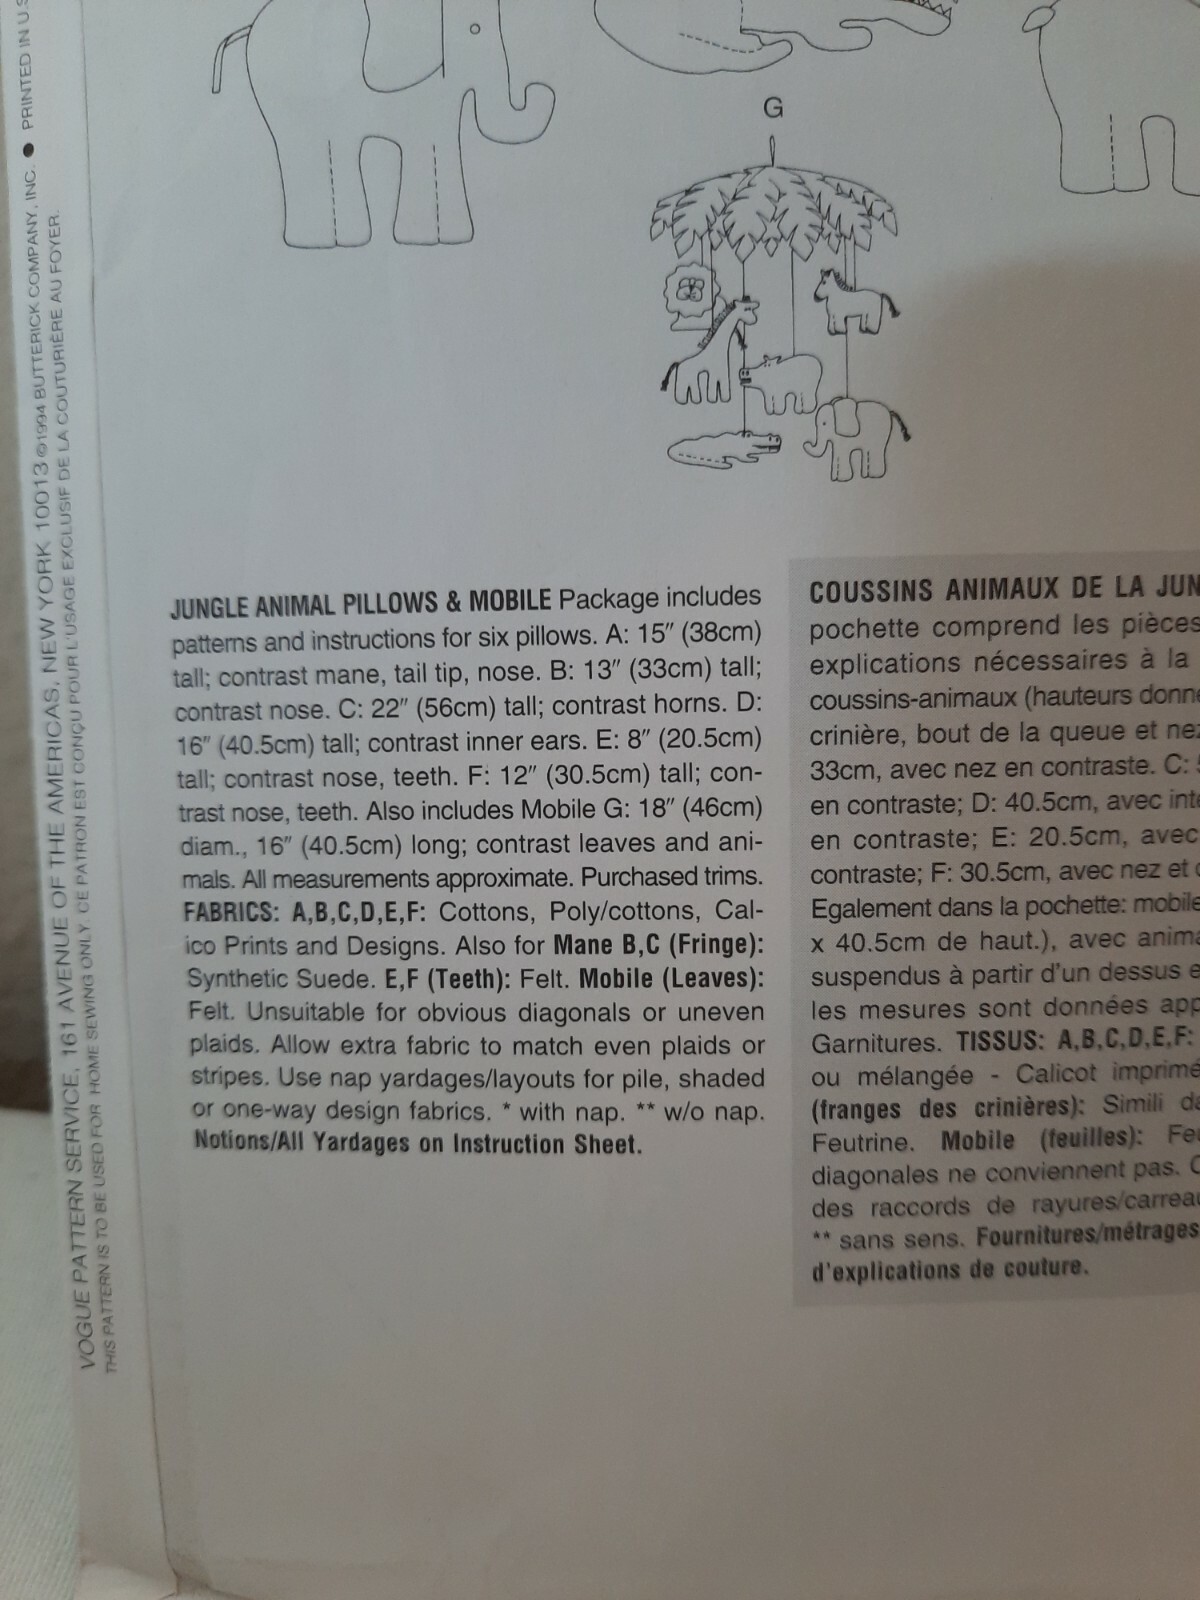 G
JUNGLE ANIMAL PILLOWS & MOBILE Package includes
patterns and instructions for six pillows. A: 15″ (38cm)
tall; contrast mane, tail tip, nose. B: 13″ (33cm) tall;
contrast nose. C: 22″ (56cm) tall; contrast horns. D:
16″ (40.5cm) tall; contrast inner ears. E: 8″ (20.5cm)
tall; contrast nose, teeth. F: 12″ (30.5cm) tall; con-
trast nose, teeth. Also includes Mobile G: 18″ (46cm)
diam., 16″ (40.5cm) long; contrast leaves and ani-
mals. All measurements approximate. Purchased trims.
FABRICS: A,B,C,D,E,F: Cottons, Poly/cottons, Cal-
ico Prints and Designs. Also for Mane B,C (Fringe):
Synthetic Suede. E,F (Teeth): Felt. Mobile (Leaves):
Felt. Unsuitable for obvious diagonals or uneven
plaids. Allow extra fabric to match even plaids or
stripes. Use nap yardages/layouts for pile, shaded
or one-way design fabrics. * with nap. ** w/o nap.
Notions/All Yardages on Instruction Sheet.
COUSSINS ANIMAUX DE LA JUN
pochette comprend les pièces
explications nécessaires à la
coussins-animaux (hauteurs donné
crinière, bout de la queue et nez
33cm, avec nez en contraste. C:
en contraste; D: 40.5cm, avec inté
en contraste; E: 20.5cm, avec
contraste; F: 30.5cm, avec nez et
Egalement dans la pochette: mobile
x 40.5cm de haut.), avec anima
suspendus à partir d'un dessus e
les mesures sont données app
Garnitures. TISSUS: A,B,C,D,E,F:
ou mélangée - Calicot imprimé
(franges des crinières): Simili da
Feutrine. Mobile (feuilles): Feu
diagonales ne conviennent pas.
des raccords de rayures/carreau
** sans sens. Fournitures/métrages
d'explications de couture.
VOGUE PATTERN SERVICE, 161 AVENUE OF THE AMERICAS, NEW YORK 10013 ©1994 BUTTERICK COMPANY, INC. ● PRINTED IN U.S
THIS PATTERN IS TO BE USED FOR HOME SEWING ONLY. CE PATRON EST CONÇU POUR L'USAGE EXCLUSIF DE LA COUTURIÈRE AU FOYER.